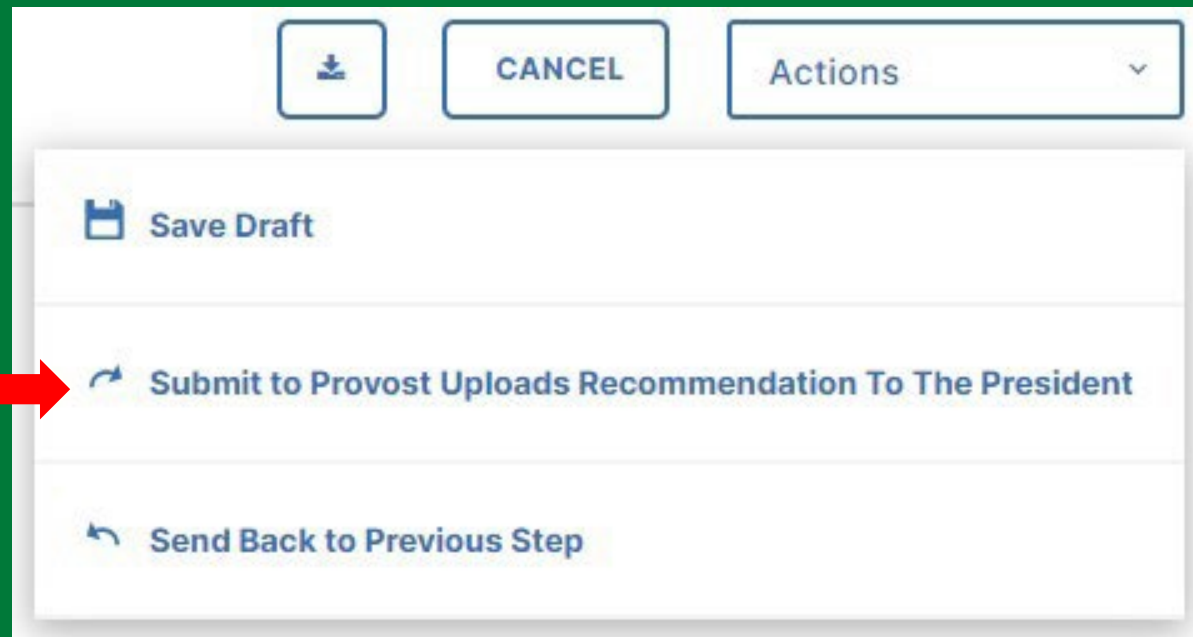 CANCEL
Actions
Save Draft
Submit to Provost Uploads Recommendation To The President
Send Back to Previous Step